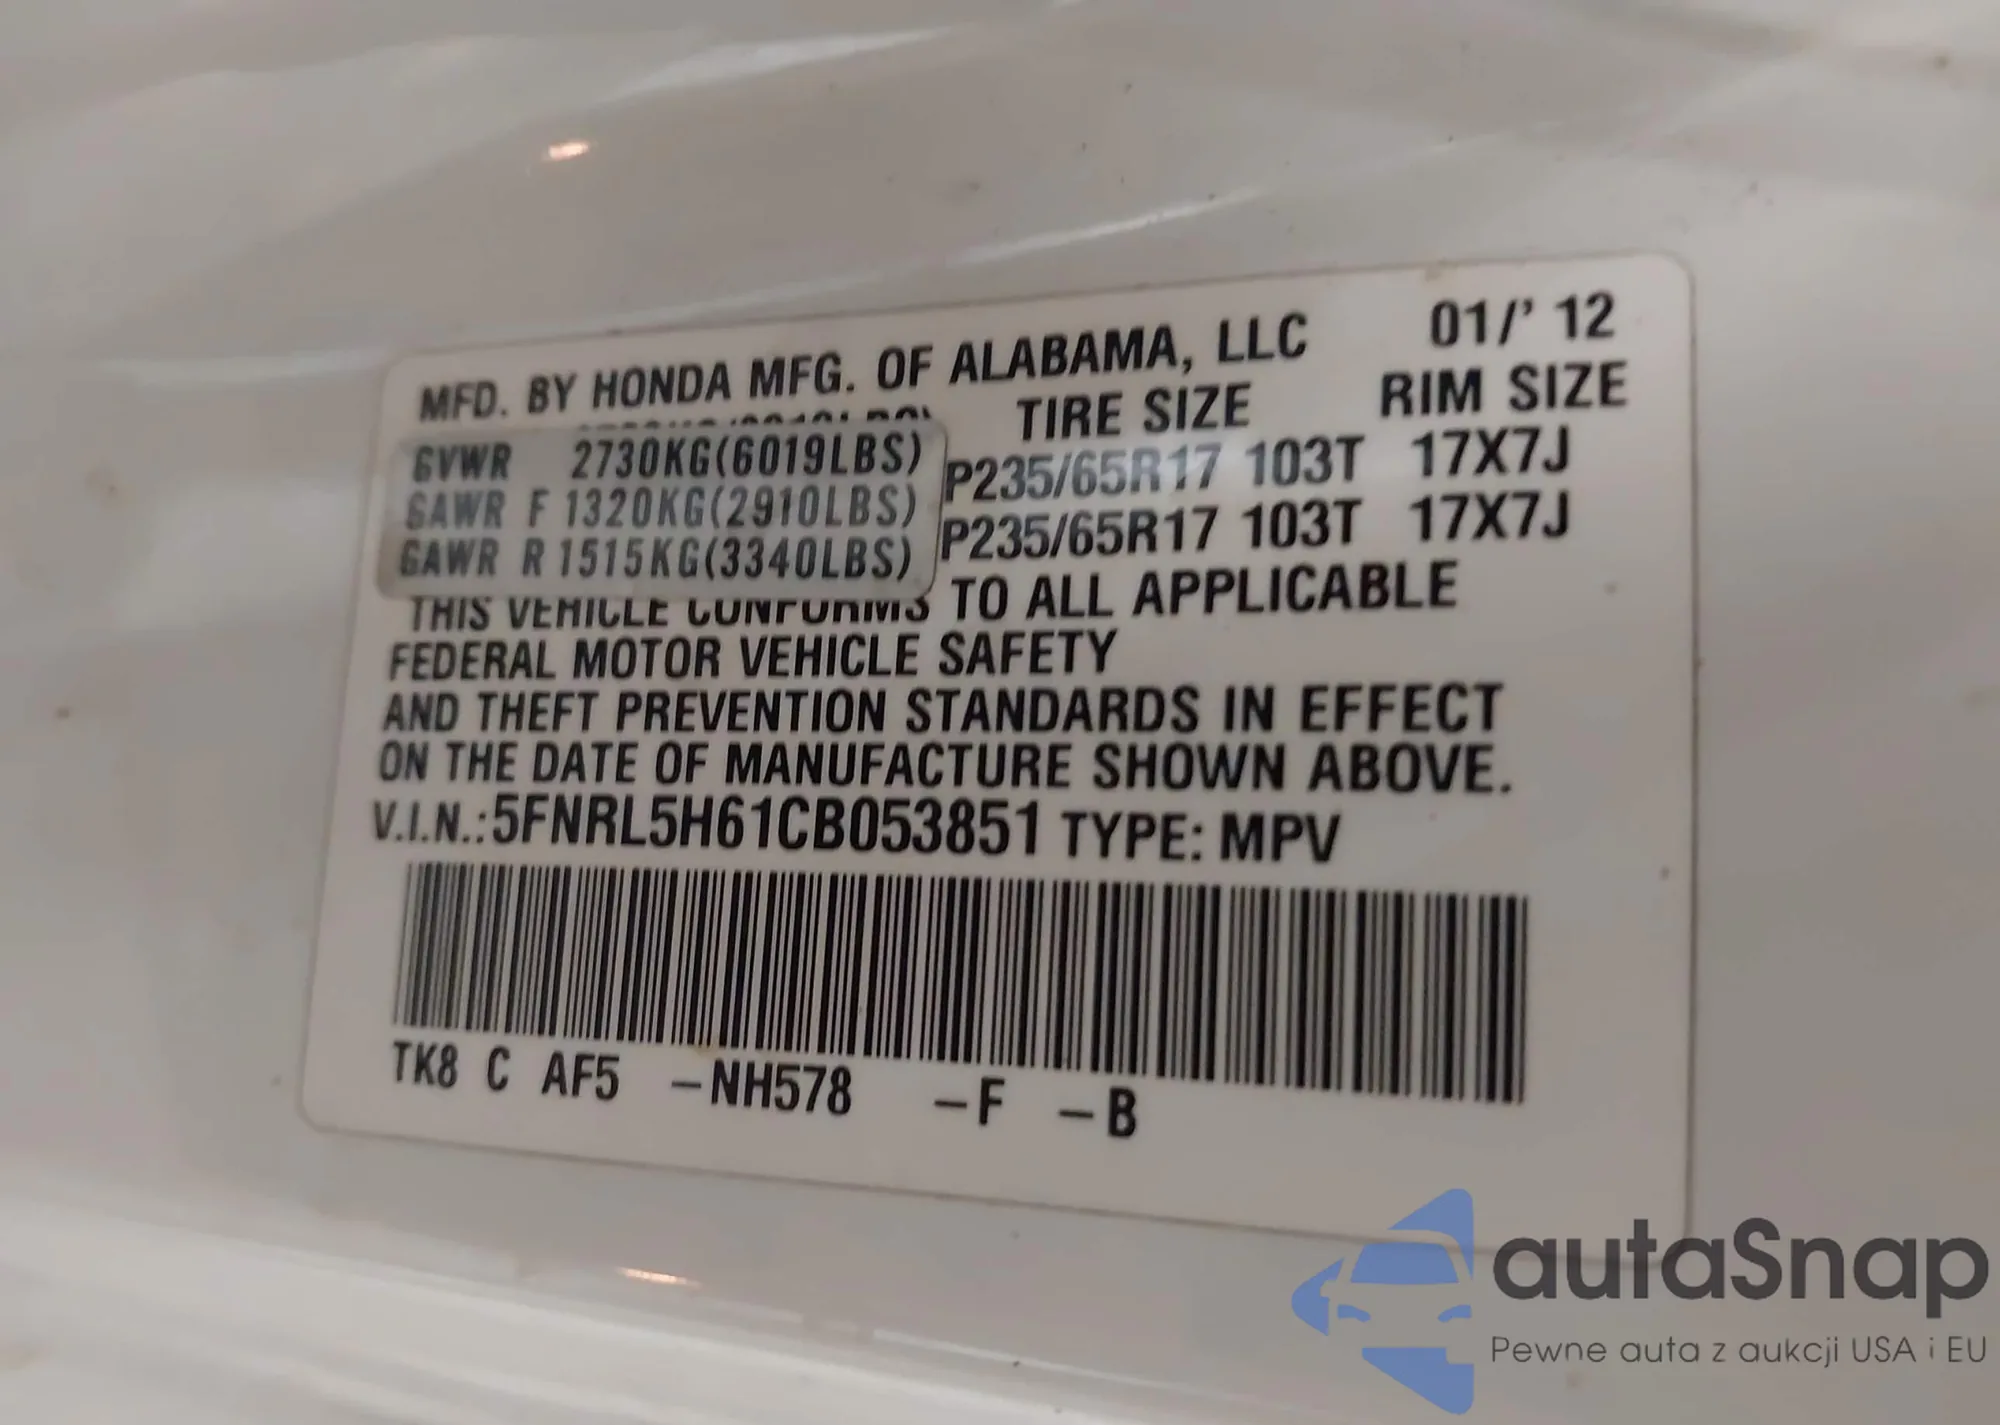 MFD. BY HONDA MFG. OF ALABAMA, LLC 01/' 12
TIRE SIZE RIM SIZE
GVWR 2730KG(6019LBS) P235/65R17 103T 17X7J
GAWR F 1320KG(2910LBS) P235/65R17 103T 17X7J
GAWR R 1515KG(3340LBS)
THIS VEHICLE CONFORMS TO ALL APPLICABLE
FEDERAL MOTOR VEHICLE SAFETY
AND THEFT PREVENTION STANDARDS IN EFFECT
ON THE DATE OF MANUFACTURE SHOWN ABOVE.
V.I.N.:5FNRL5H61CB053851 TYPE: MPV
TK8 C AF5 -NH578 -F -B
autaSnap
Pewne auta z aukcji USA i EU